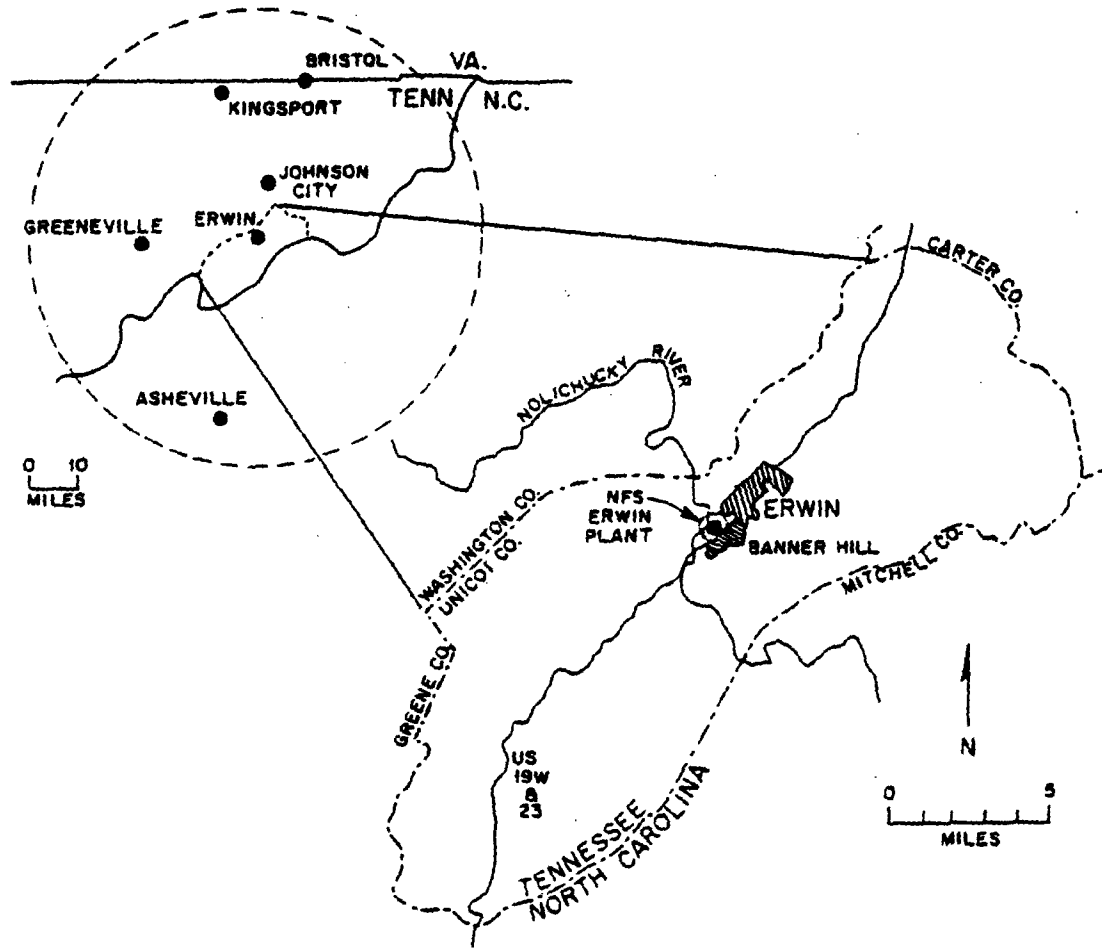 BRISTOL
VA.
KINGSPORT
TENN
N.C.
JOHNSON
CITY
GREENEVILLE
ERWIN
ASHEVILLE
0 10
MILES
CARTER CO.
NOLICHUCKY RIVER
NFS
ERWIN
PLANT
ERWIN
BANNER HILL
WASHINGTON CO.
UNICOI CO.
MITCHELL CO.
GREENE CO.
US
19W
&
23
TENNESSEE
NORTH CAROLINA
N
0 5
MILES